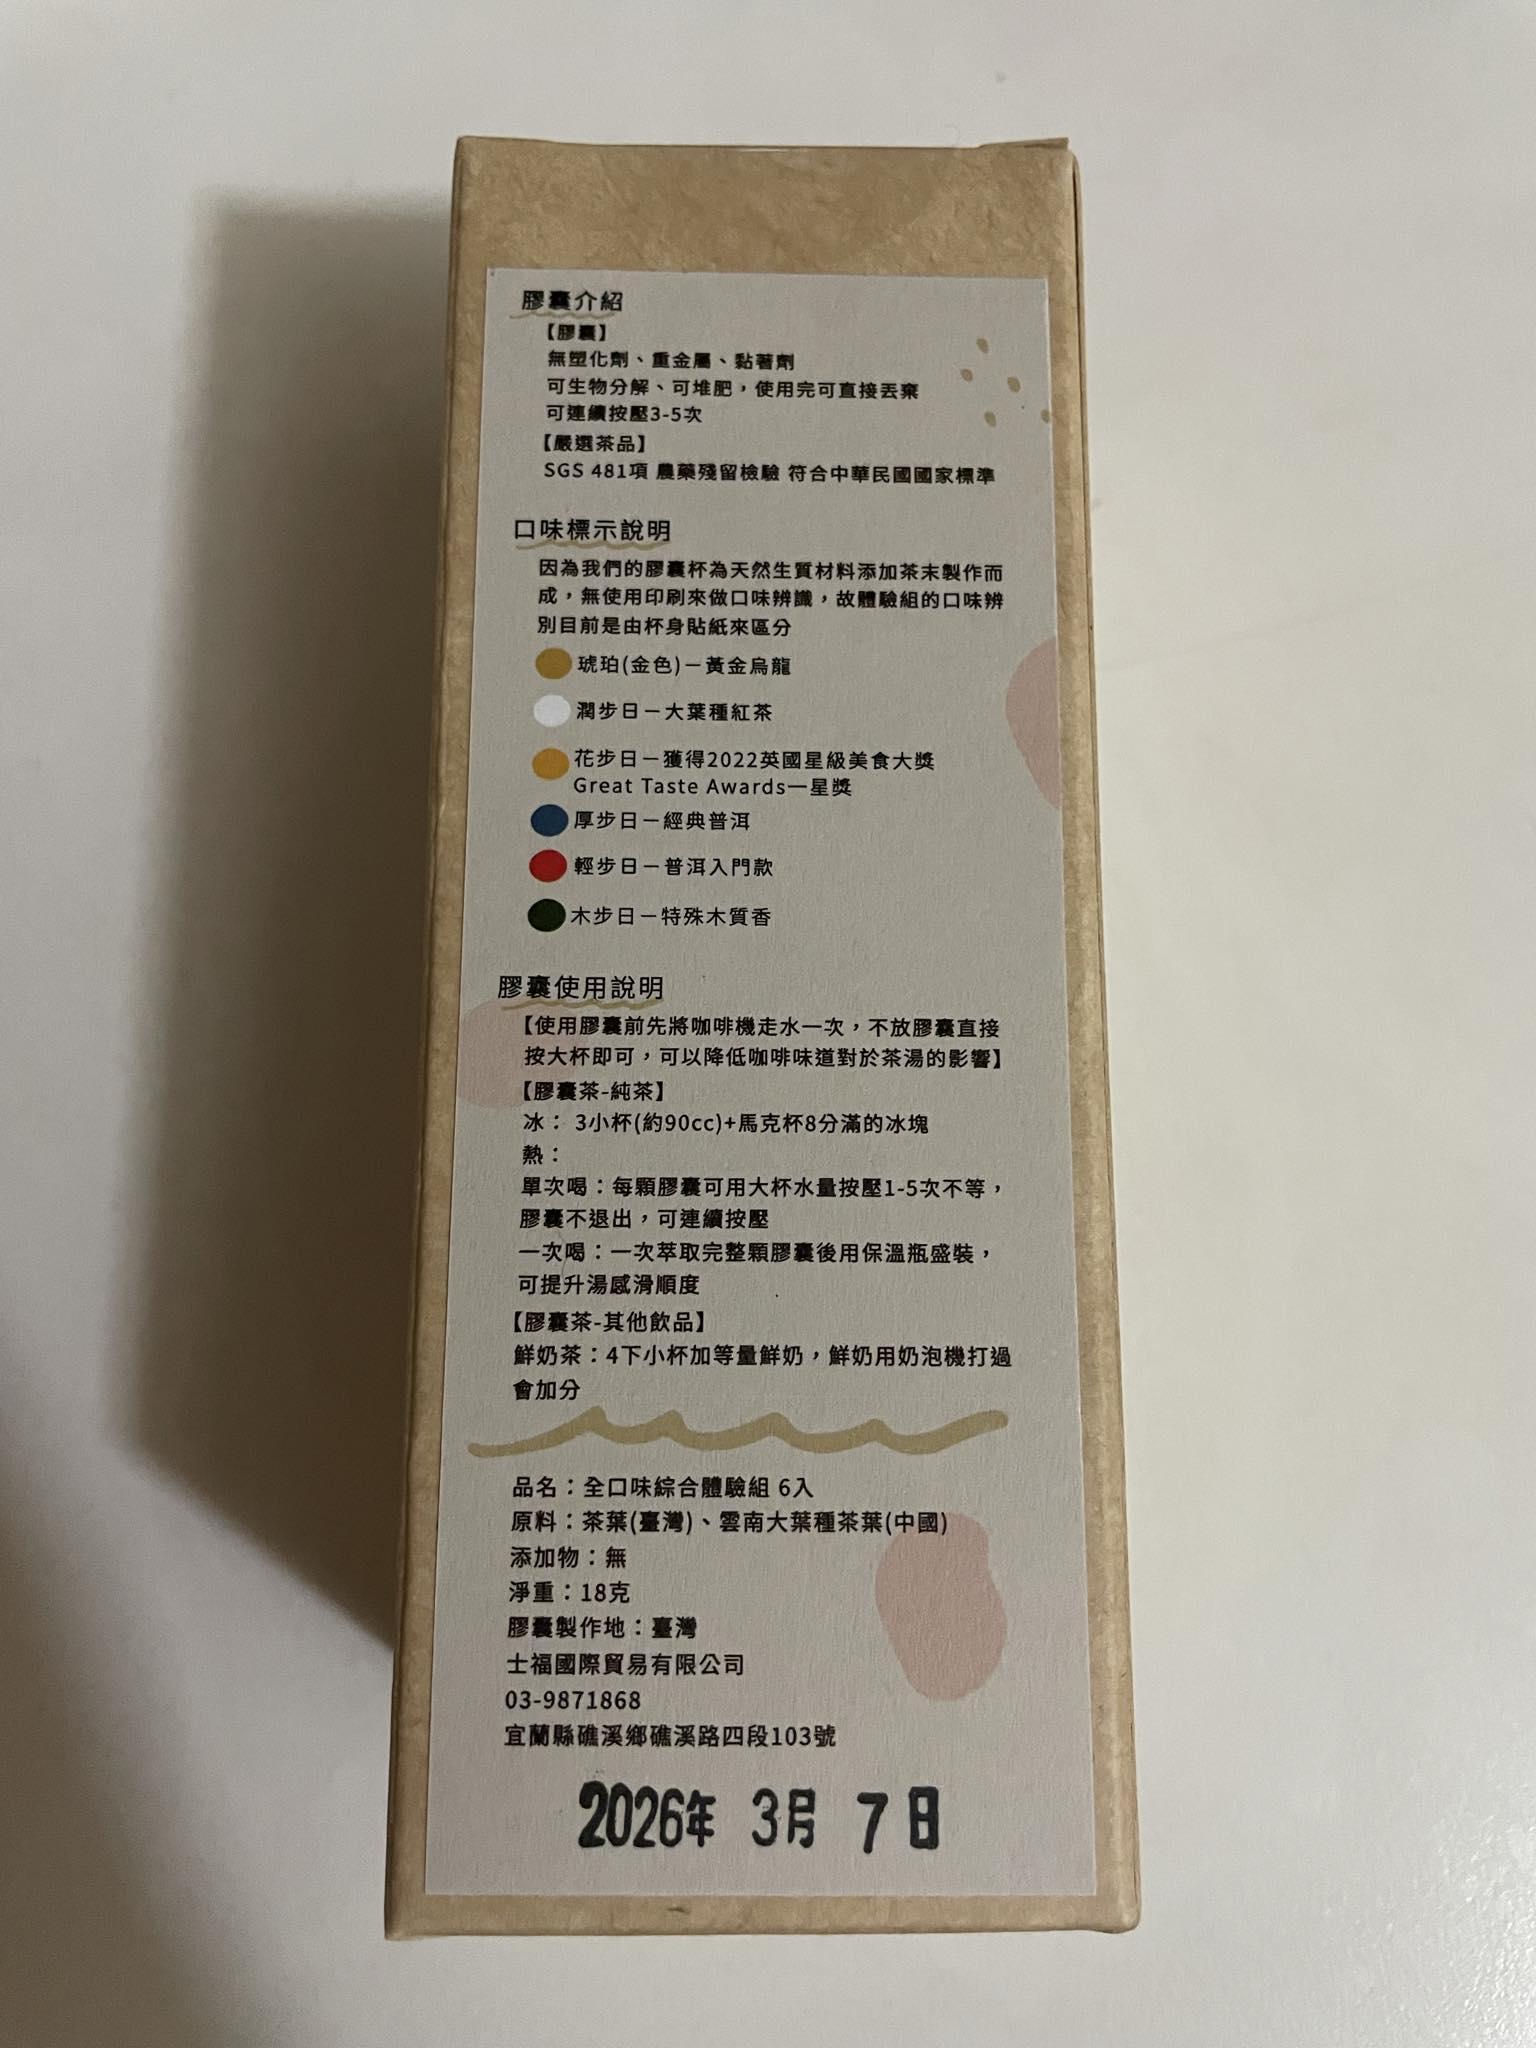 膠囊介紹
【膠囊】
無塑化劑、重金屬、黏著劑
可生物分解、可堆肥，使用完可直接丟棄
可連續按壓3-5次
【嚴選茶品】
SGS 481項 農藥殘留檢驗 符合中華民國國家標準
口味標示說明
因為我們的膠囊杯為天然生質材料添加茶末製作而
成，無使用印刷來做口味辨識，故體驗組的口味辨
別目前是由杯身貼紙來區分
琥珀(金色)－黃金烏龍
潤步日－大葉種紅茶
花步日－獲得2022英國星級美食大獎
Great Taste Awards一星獎
厚步日－經典普洱
輕步日－普洱入門款
木步日－特殊木質香
膠囊使用說明
【使用膠囊前先將咖啡機走水一次，不放膠囊直接
按大杯即可，可以降低咖啡味道對於茶湯的影響】
【膠囊茶-純茶】
冰： 3小杯(約90cc)+馬克杯8分滿的冰塊
熱：
單次喝：每顆膠囊可用大杯水量按壓1-5次不等，
膠囊不退出，可連續按壓
一次喝：一次萃取完整顆膠囊後用保溫瓶盛裝，
可提升湯感滑順度
【膠囊茶-其他飲品】
鮮奶茶：4下小杯加等量鮮奶，鮮奶用奶泡機打過
會加分
品名：全口味綜合體驗組 6入
原料：茶葉(臺灣)、雲南大葉種茶葉(中國)
添加物：無
淨重：18克
膠囊製作地：臺灣
士福國際貿易有限公司
03-9871868
宜蘭縣礁溪鄉礁溪路四段103號
2026年 3月 7日